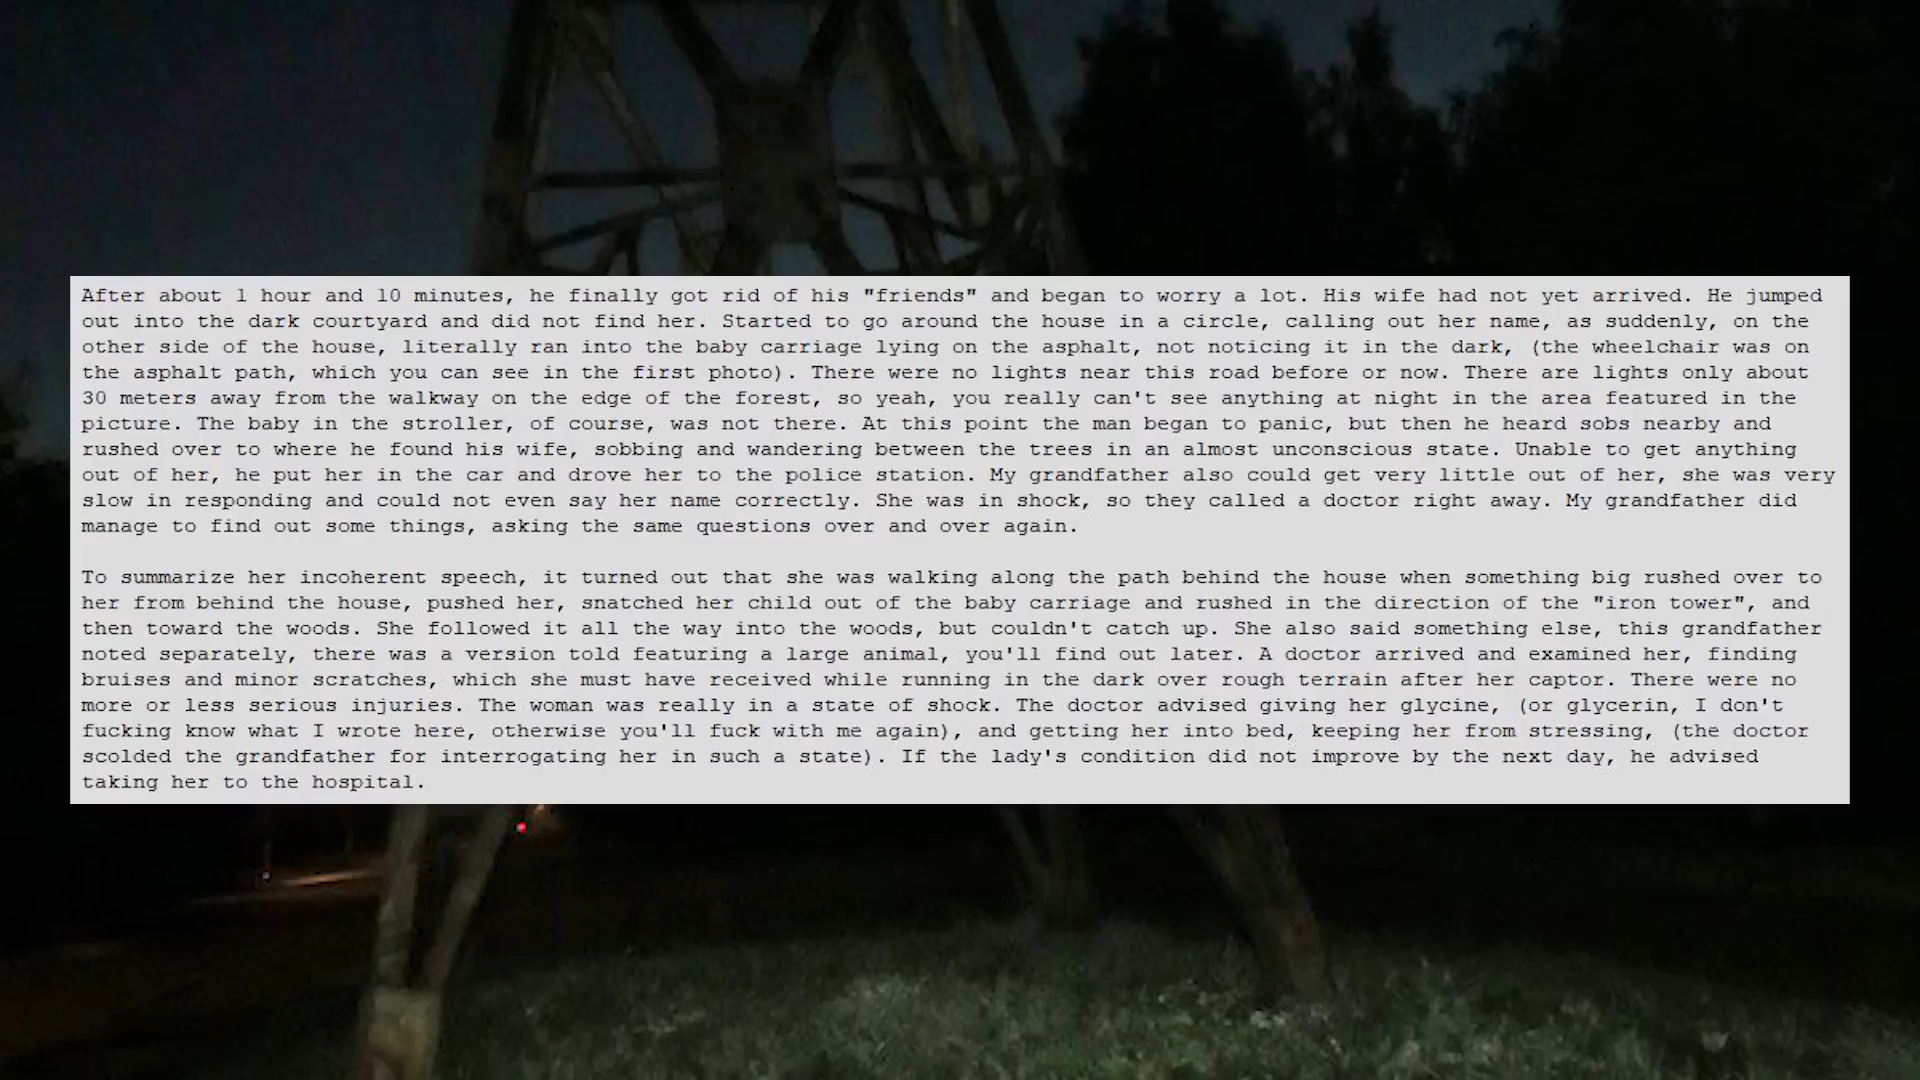 After about 1 hour and 10 minutes, he finally got rid of his "friends" and began to worry a lot. His wife had not yet arrived. He jumped
out into the dark courtyard and did not find her. Started to go around the house in a circle, calling out her name, as suddenly, on the
other side of the house, literally ran into the baby carriage lying on the asphalt, not noticing it in the dark, (the wheelchair was on
the asphalt path, which you can see in the first photo). There were no lights near this road before or now. There are lights only about
30 meters away from the walkway on the edge of the forest, so yeah, you really can't see anything at night in the area featured in the
picture. The baby in the stroller, of course, was not there. At this point the man began to panic, but then he heard sobs nearby and
rushed over to where he found his wife, sobbing and wandering between the trees in an almost unconscious state. Unable to get anything
out of her, he put her in the car and drove her to the police station. My grandfather also could get very little out of her, she was very
slow in responding and could not even say her name correctly. She was in shock, so they called a doctor right away. My grandfather did
manage to find out some things, asking the same questions over and over again.
To summarize her incoherent speech, it turned out that she was walking along the path behind the house when something big rushed over to
her from behind the house, pushed her, snatched her child out of the baby carriage and rushed in the direction of the "iron tower", and
then toward the woods. She followed it all the way into the woods, but couldn't catch up. She also said something else, this grandfather
noted separately, there was a version told featuring a large animal, you'll find out later. A doctor arrived and examined her, finding
bruises and minor scratches, which she must have received while running in the dark over rough terrain after her captor. There were no
more or less serious injuries. The woman was really in a state of shock. The doctor advised giving her glycine, (or glycerin, I don't
fucking know what I wrote here, otherwise you'll fuck with me again), and getting her into bed, keeping her from stressing, (the doctor
scolded the grandfather for interrogating her in such a state). If the lady's condition did not improve by the next day, he advised
taking her to the hospital.